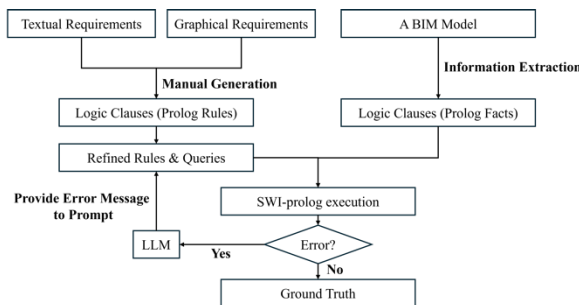 Textual Requirements
Graphical Requirements
A BIM Model
Manual Generation
Information Extraction
Logic Clauses (Prolog Rules)
Logic Clauses (Prolog Facts)
Refined Rules & Queries
Provide Error Message
to Prompt
SWI-prolog execution
LLM
Yes
Error?
No
Ground Truth